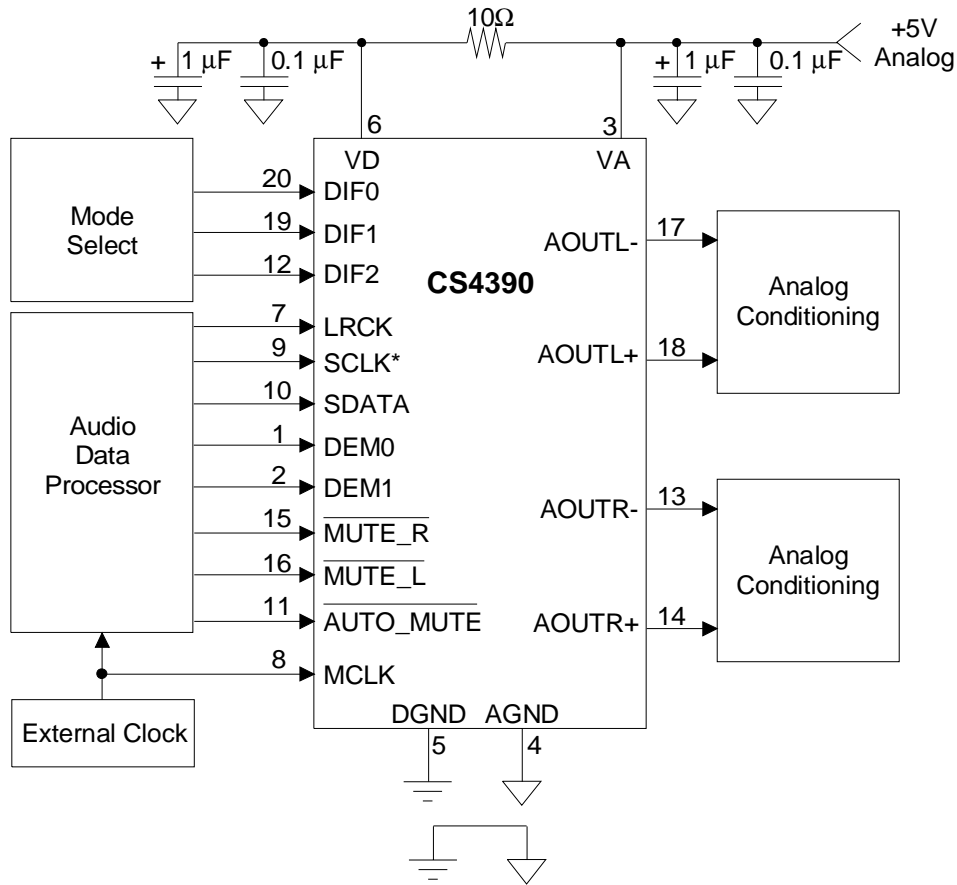 10Ω
+5V
Analog
+ 1 µF
0.1 µF
+ 1 µF
0.1 µF
6
3
VD
VA
Mode
Select
20
DIF0
19
DIF1
12
DIF2
CS4390
AOUTL-
17
AOUTL+
18
Analog
Conditioning
Audio
Data
Processor
7
LRCK
9
SCLK*
10
SDATA
1
DEM0
2
DEM1
15
MUTE_R
16
MUTE_L
11
AUTO_MUTE
8
MCLK
AOUTR-
13
AOUTR+
14
Analog
Conditioning
External Clock
DGND
AGND
5
4